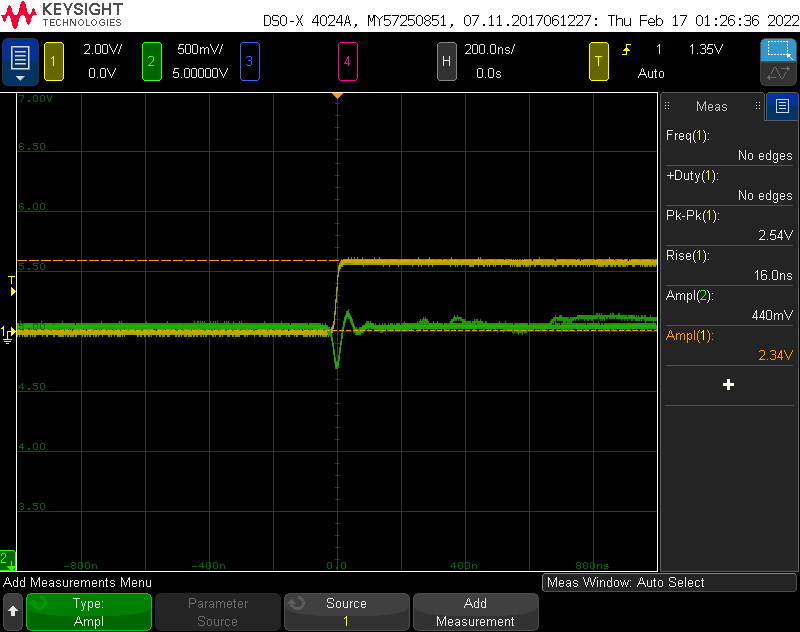 KEYSIGHT
TECHNOLOGIES
DSO-X 4024A, MY57250851, 07.11.2017061227: Thu Feb 17 01:26:36 2022
1 2.00V/ 2 500mV/ 3 4 H 200.0ns/ T 1 1.35V
0.0V 5.00000V 0.0s Auto
7.00V
6.50
6.00
5.50
5.00
4.50
4.00
3.50
T
1
2
-800n -400n 0.0 400n 800ns
Meas
Freq(1):
No edges
+Duty(1):
No edges
Pk-Pk(1):
2.54V
Rise(1):
16.0ns
Ampl(2):
440mV
Ampl(1):
2.34V
Add Measurements Menu
Meas Window: Auto Select
Type:
Ampl
Parameter
Source
Source
1
Add
Measurement